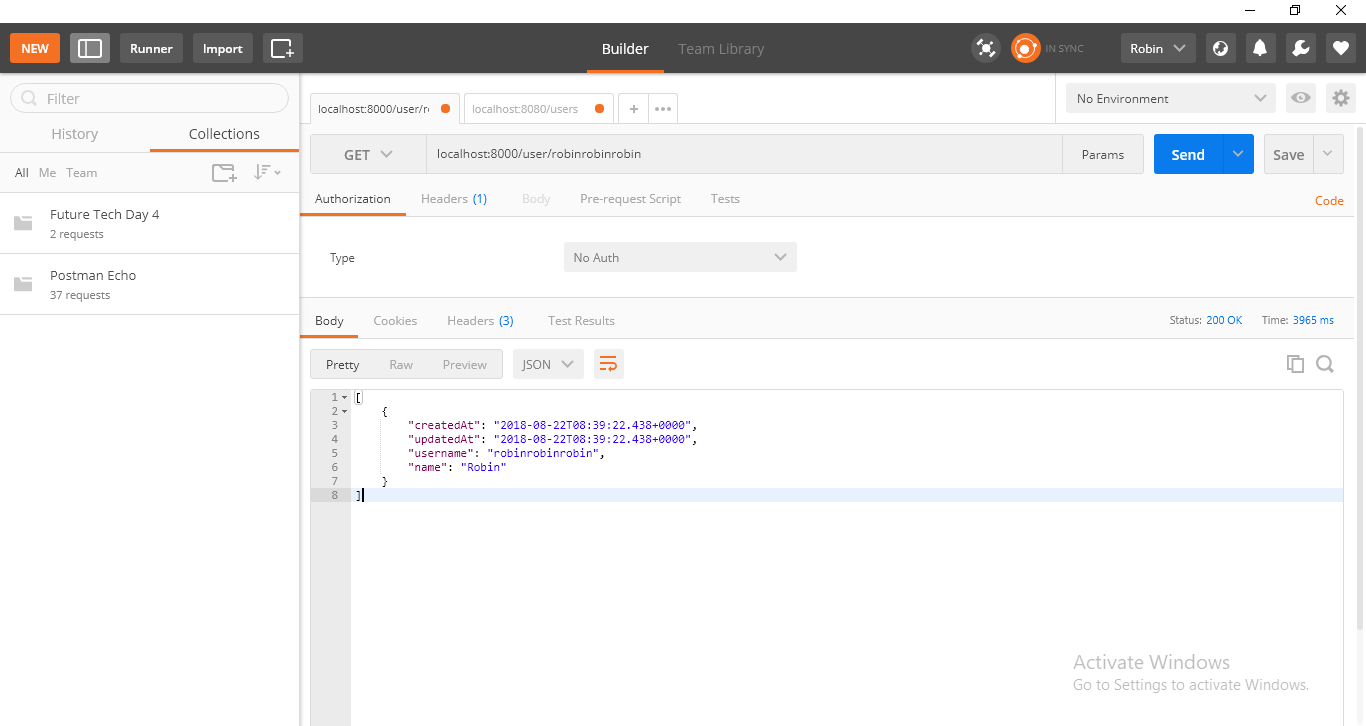 NEW Runner Import Builder Team Library IN SYNC Robin
Filter
History Collections
All Me Team
Future Tech Day 4
2 requests
Postman Echo
37 requests
localhost:8000/user/r localhost:8080/users + ••• No Environment
GET localhost:8000/user/robinrobinrobin Params Send Save
Authorization Headers (1) Body Pre-request Script Tests Code
Type No Auth
Body Cookies Headers (3) Test Results Status: 200 OK Time: 3965 ms
Pretty Raw Preview JSON
1 [
2 {
3 "createdAt": "2018-08-22T08:39:22.438+0000",
4 "updatedAt": "2018-08-22T08:39:22.438+0000",
5 "username": "robinrobinrobin",
6 "name": "Robin"
7 }
8 ]
Activate Windows
Go to Settings to activate Windows.